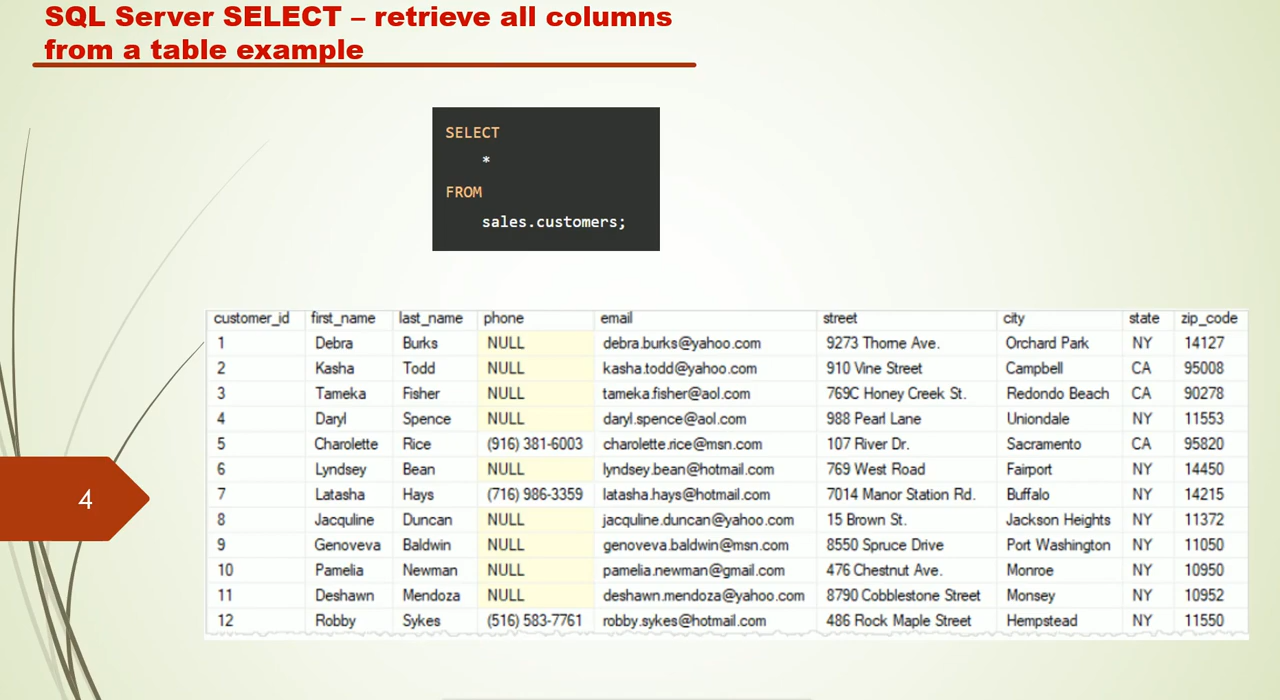 SQL Server SELECT – retrieve all columns
from a table example
SELECT
*
FROM
sales.customers;
customer_id first_name last_name phone email street city state zip_code
1 Debra Burks NULL debra.burks@yahoo.com 9273 Thorne Ave. Orchard Park NY 14127
2 Kasha Todd NULL kasha.todd@yahoo.com 910 Vine Street Campbell CA 95008
3 Tameka Fisher NULL tameka.fisher@aol.com 769C Honey Creek St. Redondo Beach CA 90278
4 Daryl Spence NULL daryl.spence@aol.com 988 Pearl Lane Uniondale NY 11553
5 Charolette Rice (916) 381-6003 charolette.rice@msn.com 107 River Dr. Sacramento CA 95820
6 Lyndsey Bean NULL lyndsey.bean@hotmail.com 769 West Road Fairport NY 14450
7 Latasha Hays (716) 986-3359 latasha.hays@hotmail.com 7014 Manor Station Rd. Buffalo NY 14215
8 Jacquline Duncan NULL jacquline.duncan@yahoo.com 15 Brown St. Jackson Heights NY 11372
9 Genoveva Baldwin NULL genoveva.baldwin@msn.com 8550 Spruce Drive Port Washington NY 11050
10 Pamelia Newman NULL pamelia.newman@gmail.com 476 Chestnut Ave. Monroe NY 10950
11 Deshawn Mendoza NULL deshawn.mendoza@yahoo.com 8790 Cobblestone Street Monsey NY 10952
12 Robby Sykes (516) 583-7761 robby.sykes@hotmail.com 486 Rock Maple Street Hempstead NY 11550
4